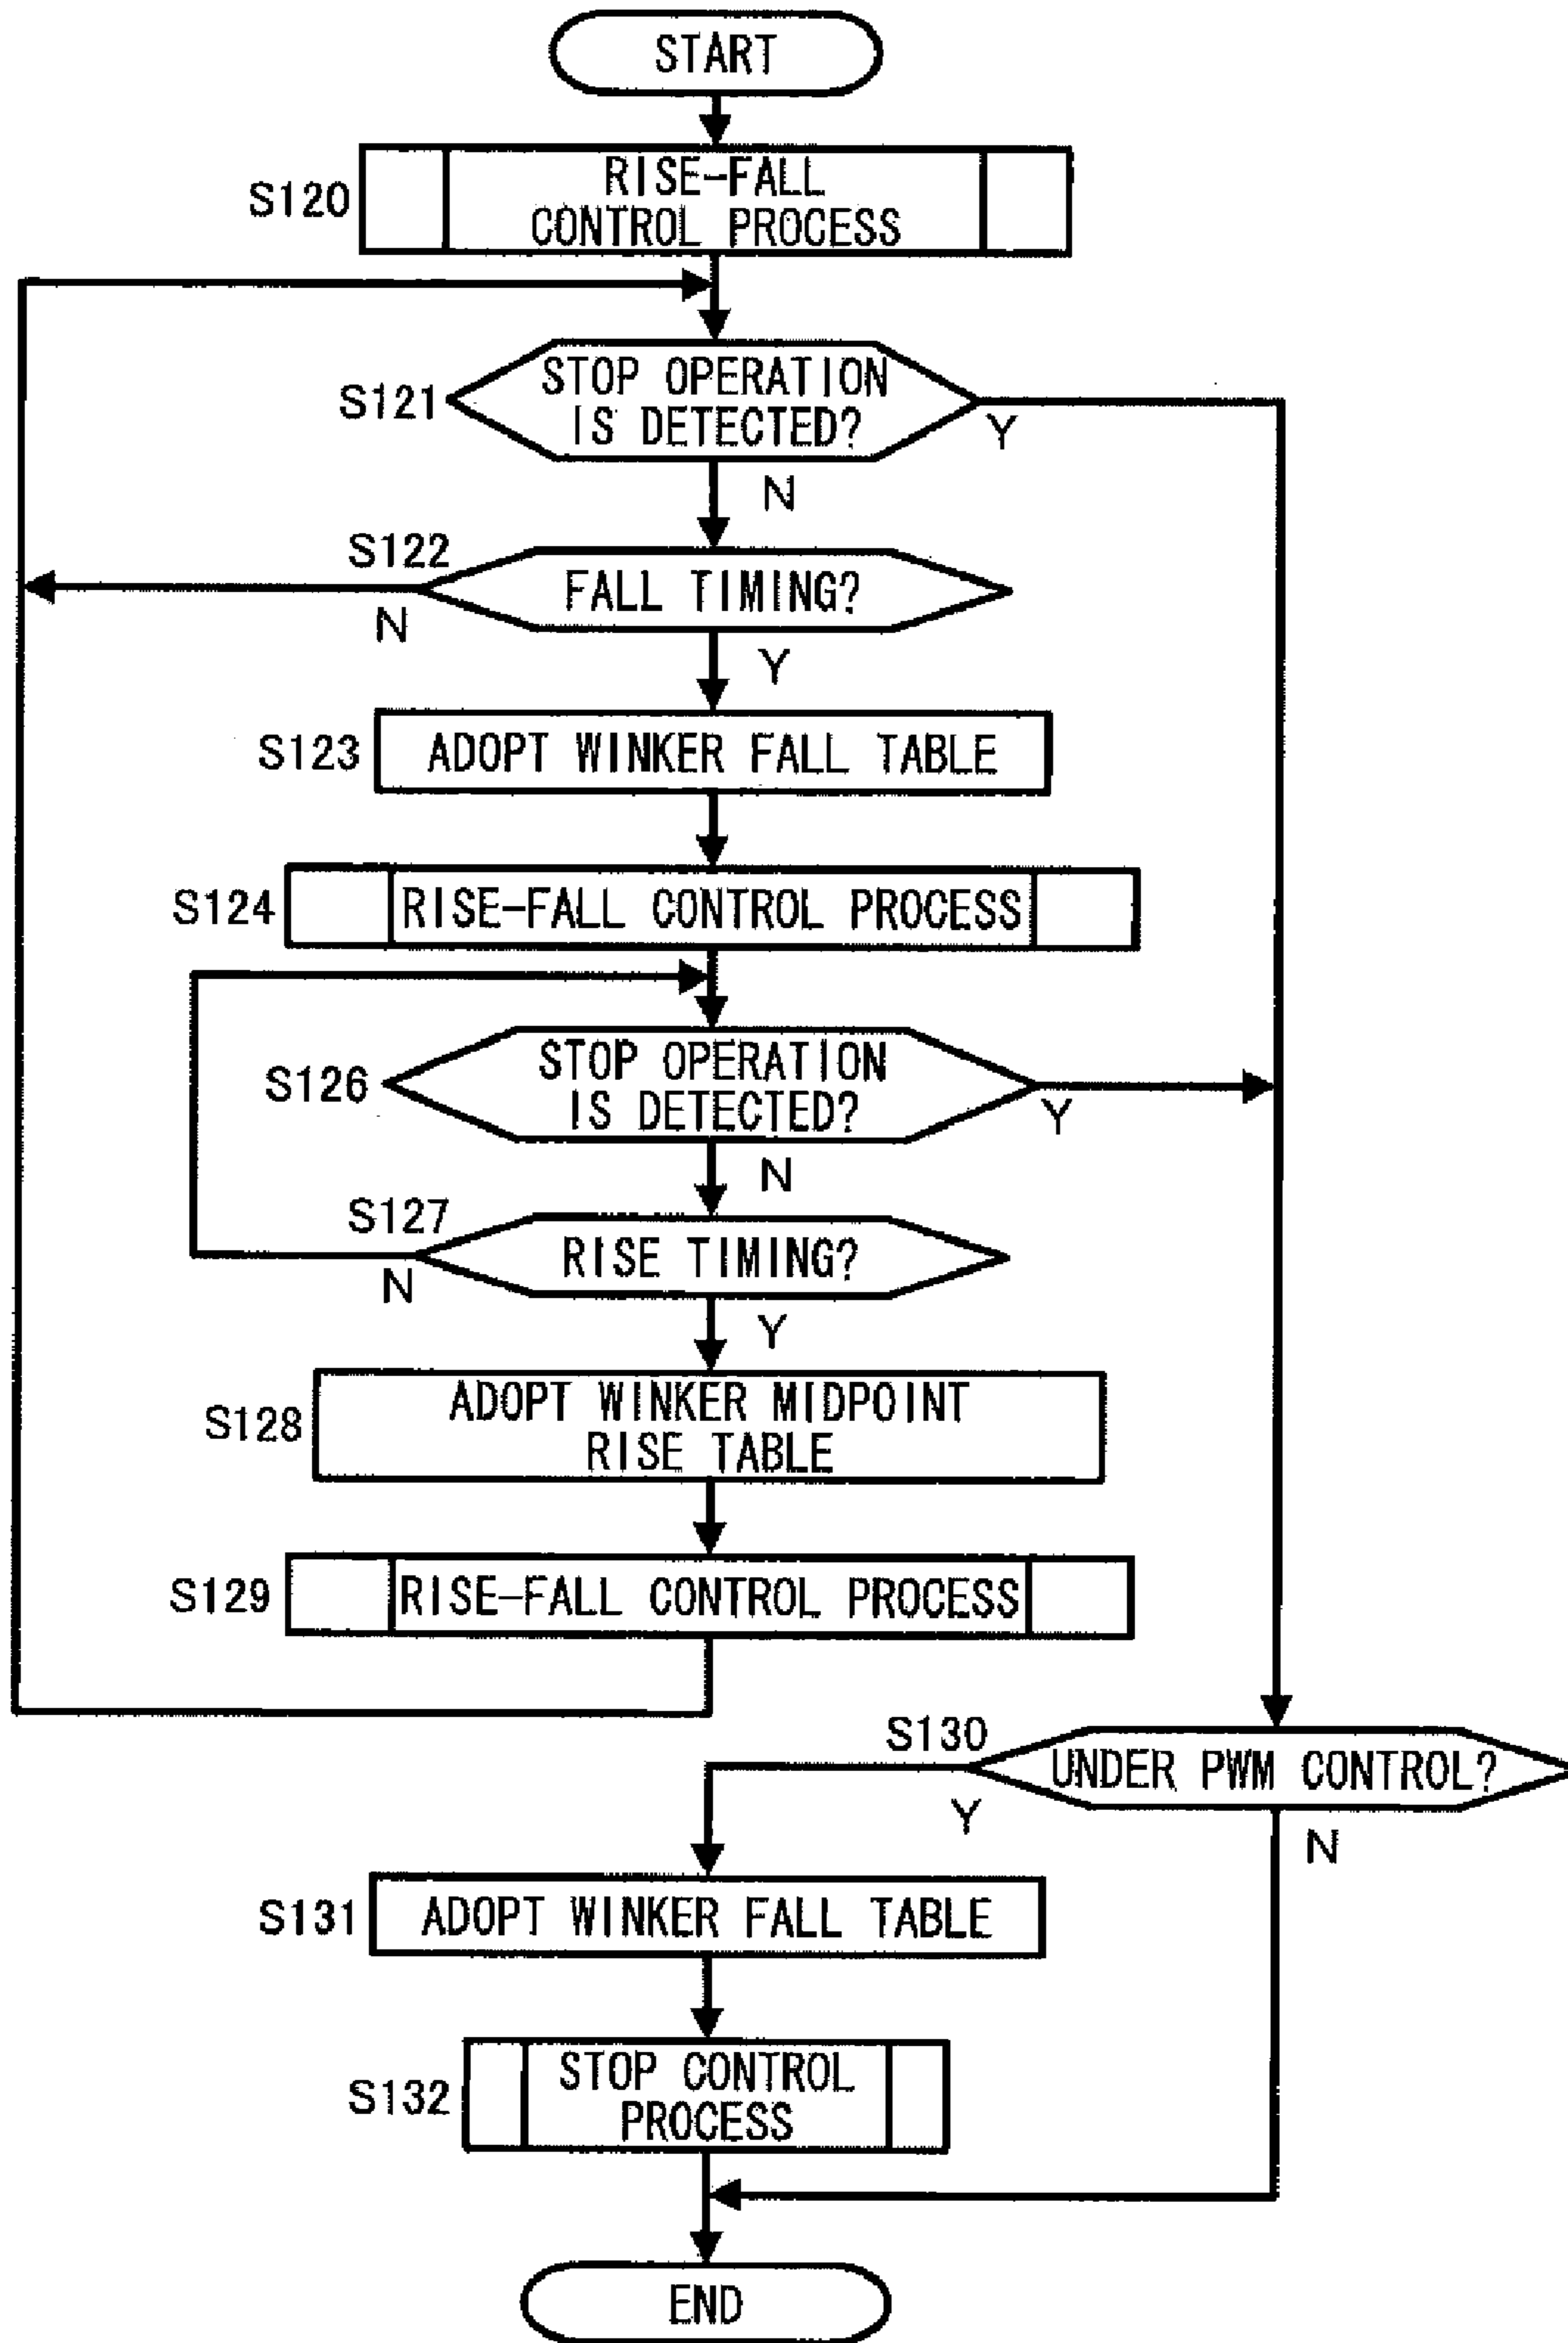 START
S120
RISE-FALL
CONTROL PROCESS
S121
STOP OPERATION
IS DETECTED?
Y
N
S122
FALL TIMING?
N
Y
S123
ADOPT WINKER FALL TABLE
S124
RISE-FALL CONTROL PROCESS
S126
STOP OPERATION
IS DETECTED?
Y
N
S127
RISE TIMING?
N
Y
S128
ADOPT WINKER MIDPOINT
RISE TABLE
S129
RISE-FALL CONTROL PROCESS
S130
UNDER PWM CONTROL?
Y
N
S131
ADOPT WINKER FALL TABLE
S132
STOP CONTROL
PROCESS
END